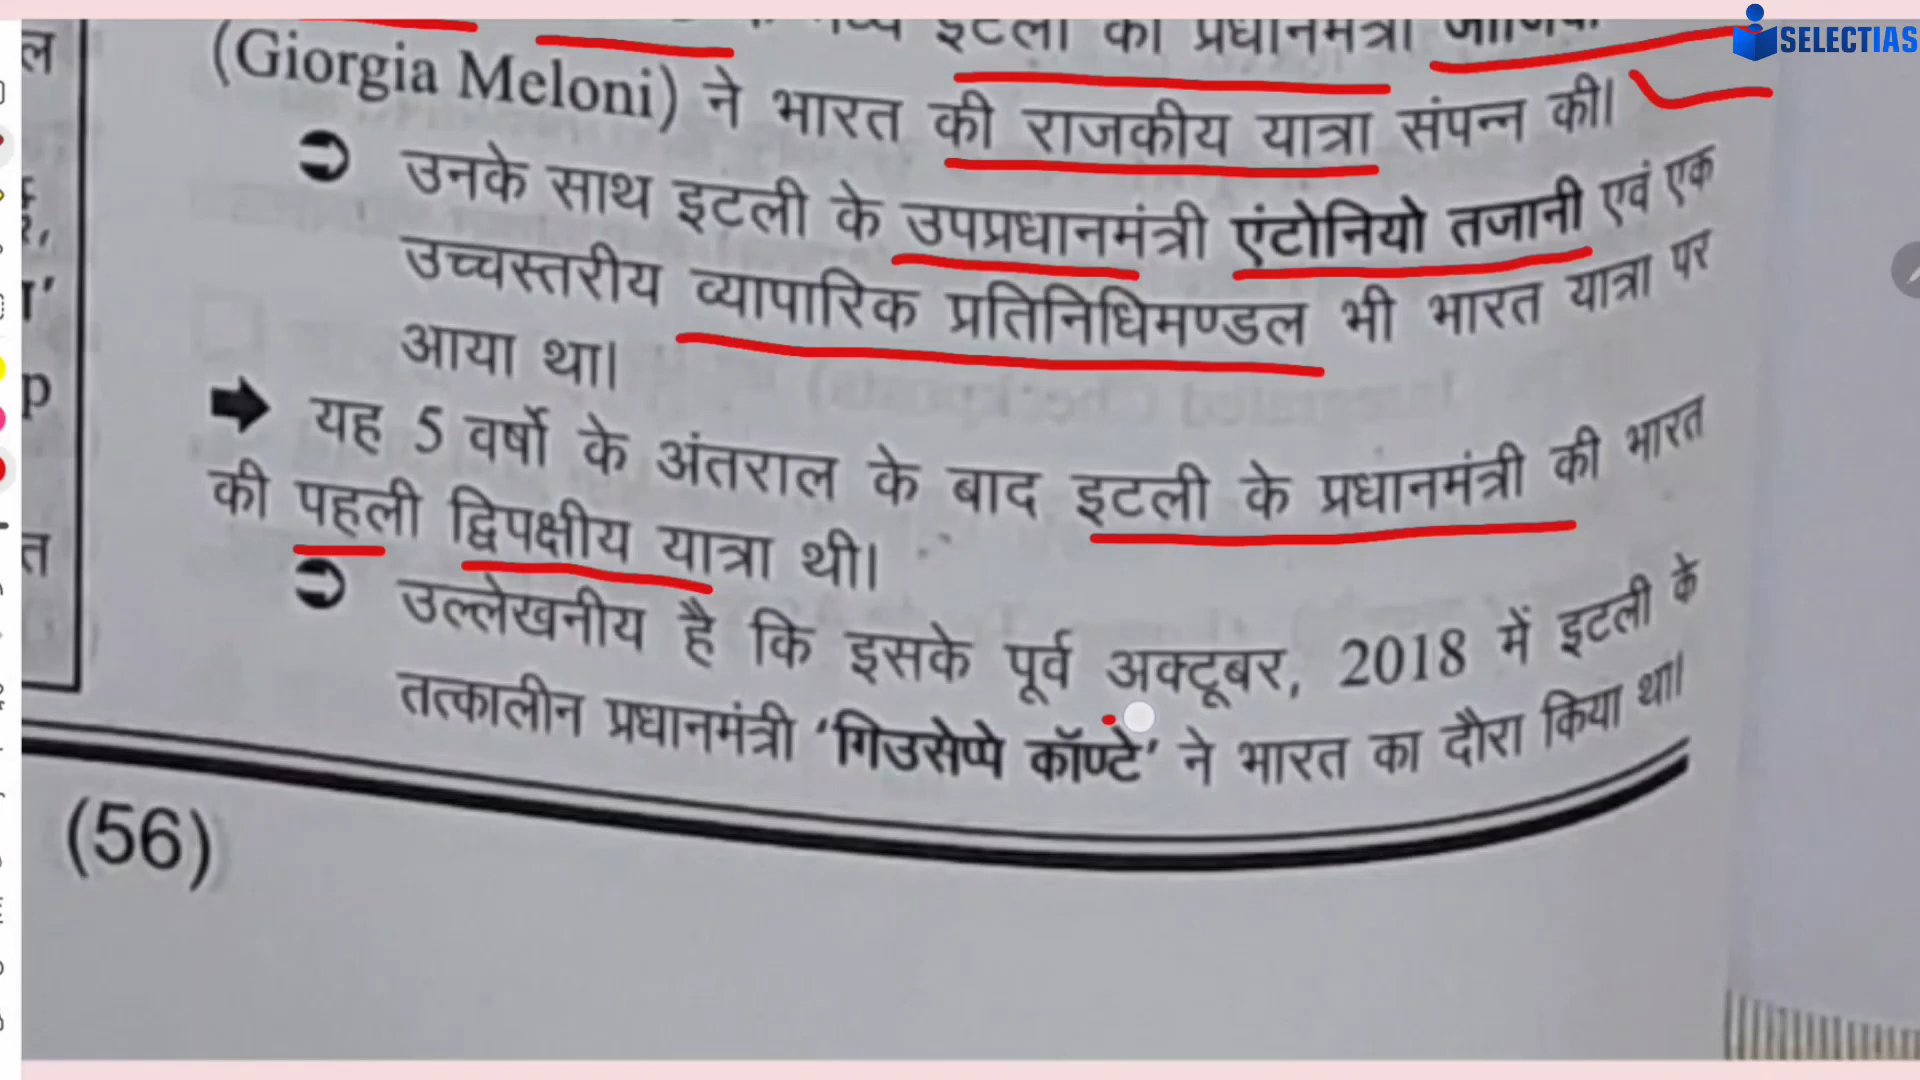 SELECTIAS
इटली की प्रधानमंत्री
(Giorgia Meloni) ने भारत की राजकीय यात्रा संपन्न की।
उनके साथ इटली के उपप्रधानमंत्री एंटोनियो तजानी एवं एक
उच्चस्तरीय व्यापारिक प्रतिनिधिमण्डल भी भारत यात्रा पर
आया था।
यह 5 वर्षों के अंतराल के बाद इटली के प्रधानमंत्री की भारत
की पहली द्विपक्षीय यात्रा थी।
उल्लेखनीय है कि इसके पूर्व अक्टूबर, 2018 में इटली के
तत्कालीन प्रधानमंत्री ‘गिउसेप्पे कॉण्टे’ ने भारत का दौरा किया था।
(56)